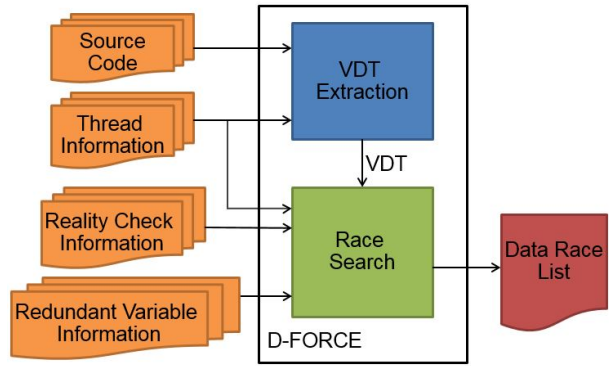 Source
Code
VDT
Extraction
Thread
Information
VDT
Reality Check
Information
Race
Search
Data Race
List
Redundant Variable
Information
D-FORCE